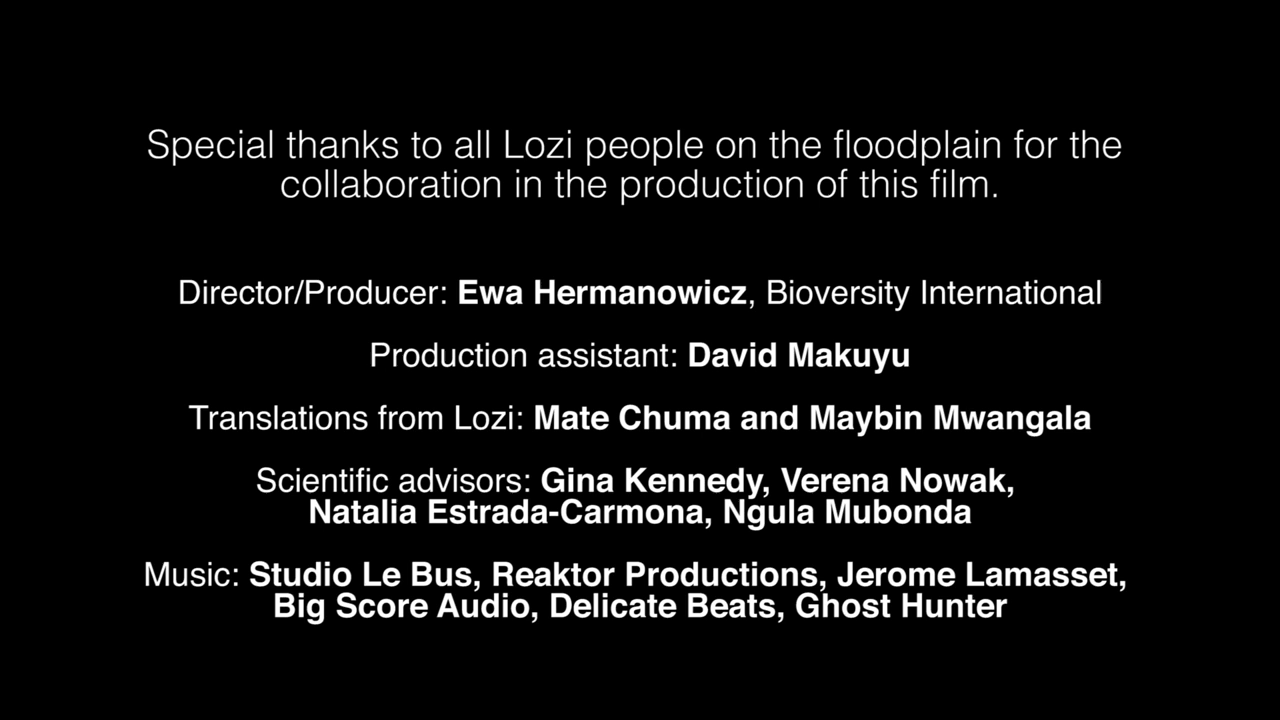 Special thanks to all Lozi people on the floodplain for the
collaboration in the production of this film.
Director/Producer: Ewa Hermanowicz, Bioversity International
Production assistant: David Makuyu
Translations from Lozi: Mate Chuma and Maybin Mwangala
Scientific advisors: Gina Kennedy, Verena Nowak,
Natalia Estrada-Carmona, Ngula Mubonda
Music: Studio Le Bus, Reaktor Productions, Jerome Lamasset,
Big Score Audio, Delicate Beats, Ghost Hunter